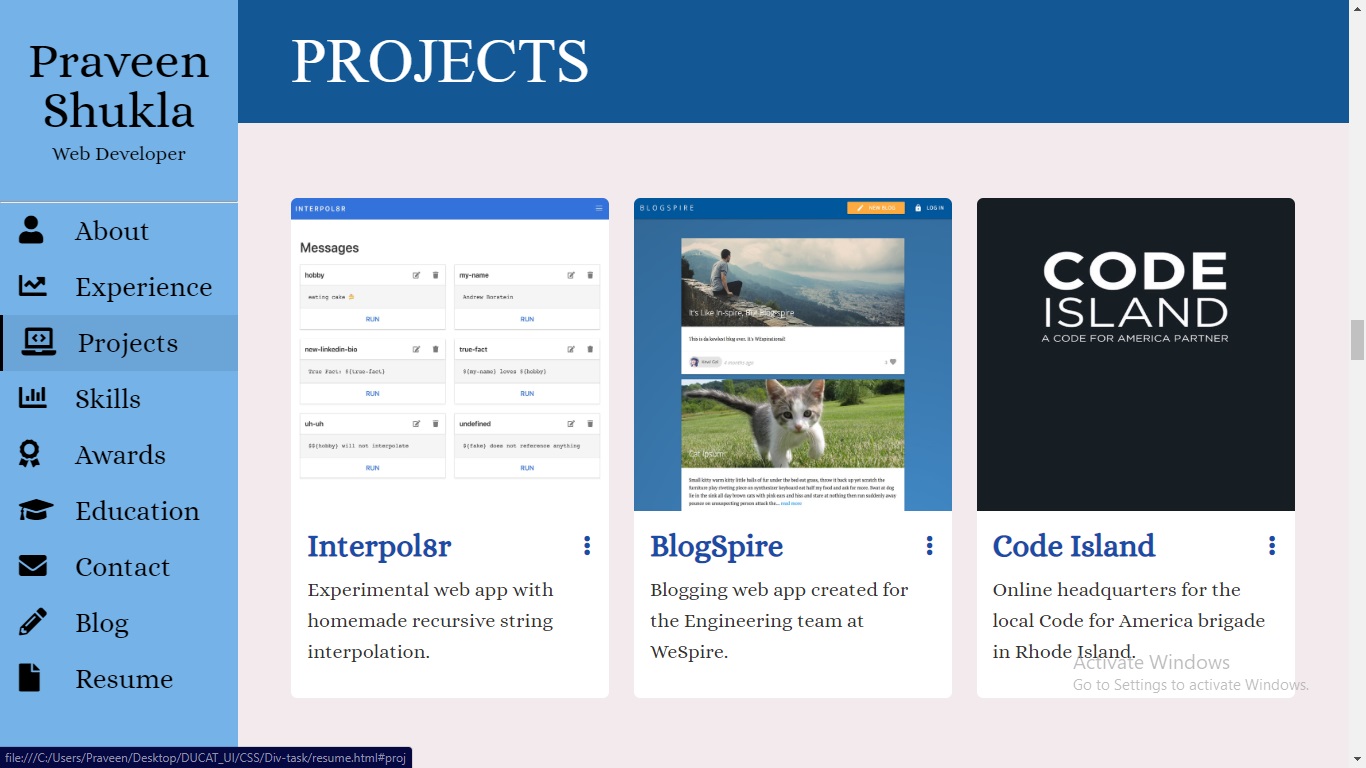 Praveen
Shukla
Web Developer
About
Experience
Projects
Skills
Awards
Education
Contact
Blog
Resume
PROJECTS
INTERPOL8R
Messages
hobby
eating cake
RUN
my-name
Andrew Horstein
RUN
new-linkedin-bio
True Fact: ${true-fact}
RUN
true-fact
${my-name} loves ${hobby}
RUN
uh-uh
$${hobby} will not interpolate
RUN
undefined
${fake} does not reference anything
RUN
Interpol8r
Experimental web app with
homemade recursive string
interpolation.
BLOGSPIRE
NEW BLOG
LOG IN
It's Like In-spire, But Blogspire
4 months ago
Cat Ipsum
Small kitty warm kitty little balls of fur under the bed eat grass, throw it back up yet scratch the
furniture play riveting piece on synthesizer keyboard eat half my food and ask for more. Swat at dog
lie in the sink all day brown cats with pink ears and hiss and stare at nothing then run suddenly away
pounce on unsuspecting person attack the... read more
BlogSpire
Blogging web app created for
the Engineering team at
WeSpire.
CODE
ISLAND
A CODE FOR AMERICA PARTNER
Code Island
Online headquarters for the
local Code for America brigade
in Rhode Island.
Activate Windows
Go to Settings to activate Windows.
file:///C:/Users/Praveen/Desktop/DUCAT_UI/CSS/Div-task/resume.html#proj